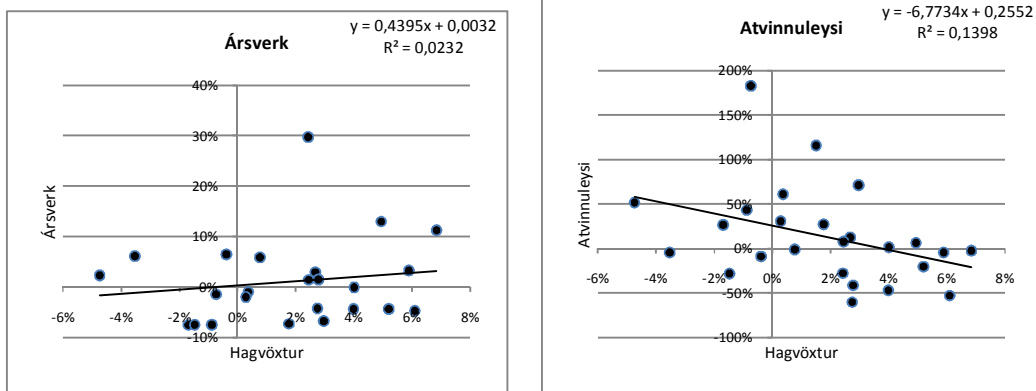 Ársverk
y = 0,4395x + 0,0032
R² = 0,0232
40%
30%
20%
10%
0%
-10%
-6%
-4%
-2%
0%
2%
4%
6%
8%
Ársverk
Hagvöxtur
Atvinnuleysi
y = -6,7734x + 0,2552
R² = 0,1398
200%
150%
100%
50%
0%
-50%
-100%
-6%
-4%
-2%
0%
2%
4%
6%
8%
Atvinnuleysi
Hagvöxtur